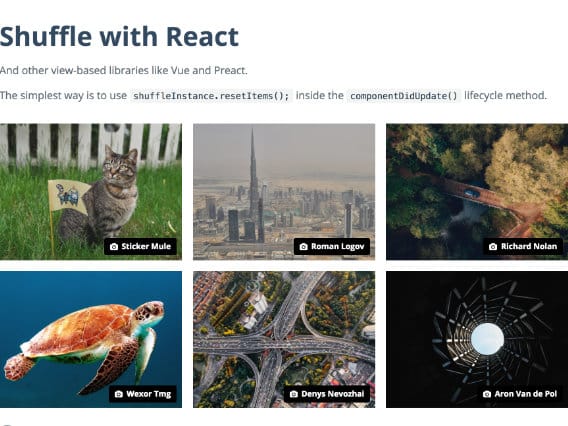 Shuffle with React
And other view-based libraries like Vue and Preact.
The simplest way is to use shuffleInstance.resetItems(); inside the componentDidUpdate() lifecycle method.
Sticker Mule
Roman Logov
Richard Nolan
Wexor Tmg
Denys Nevozhai
Aron Van de Pol